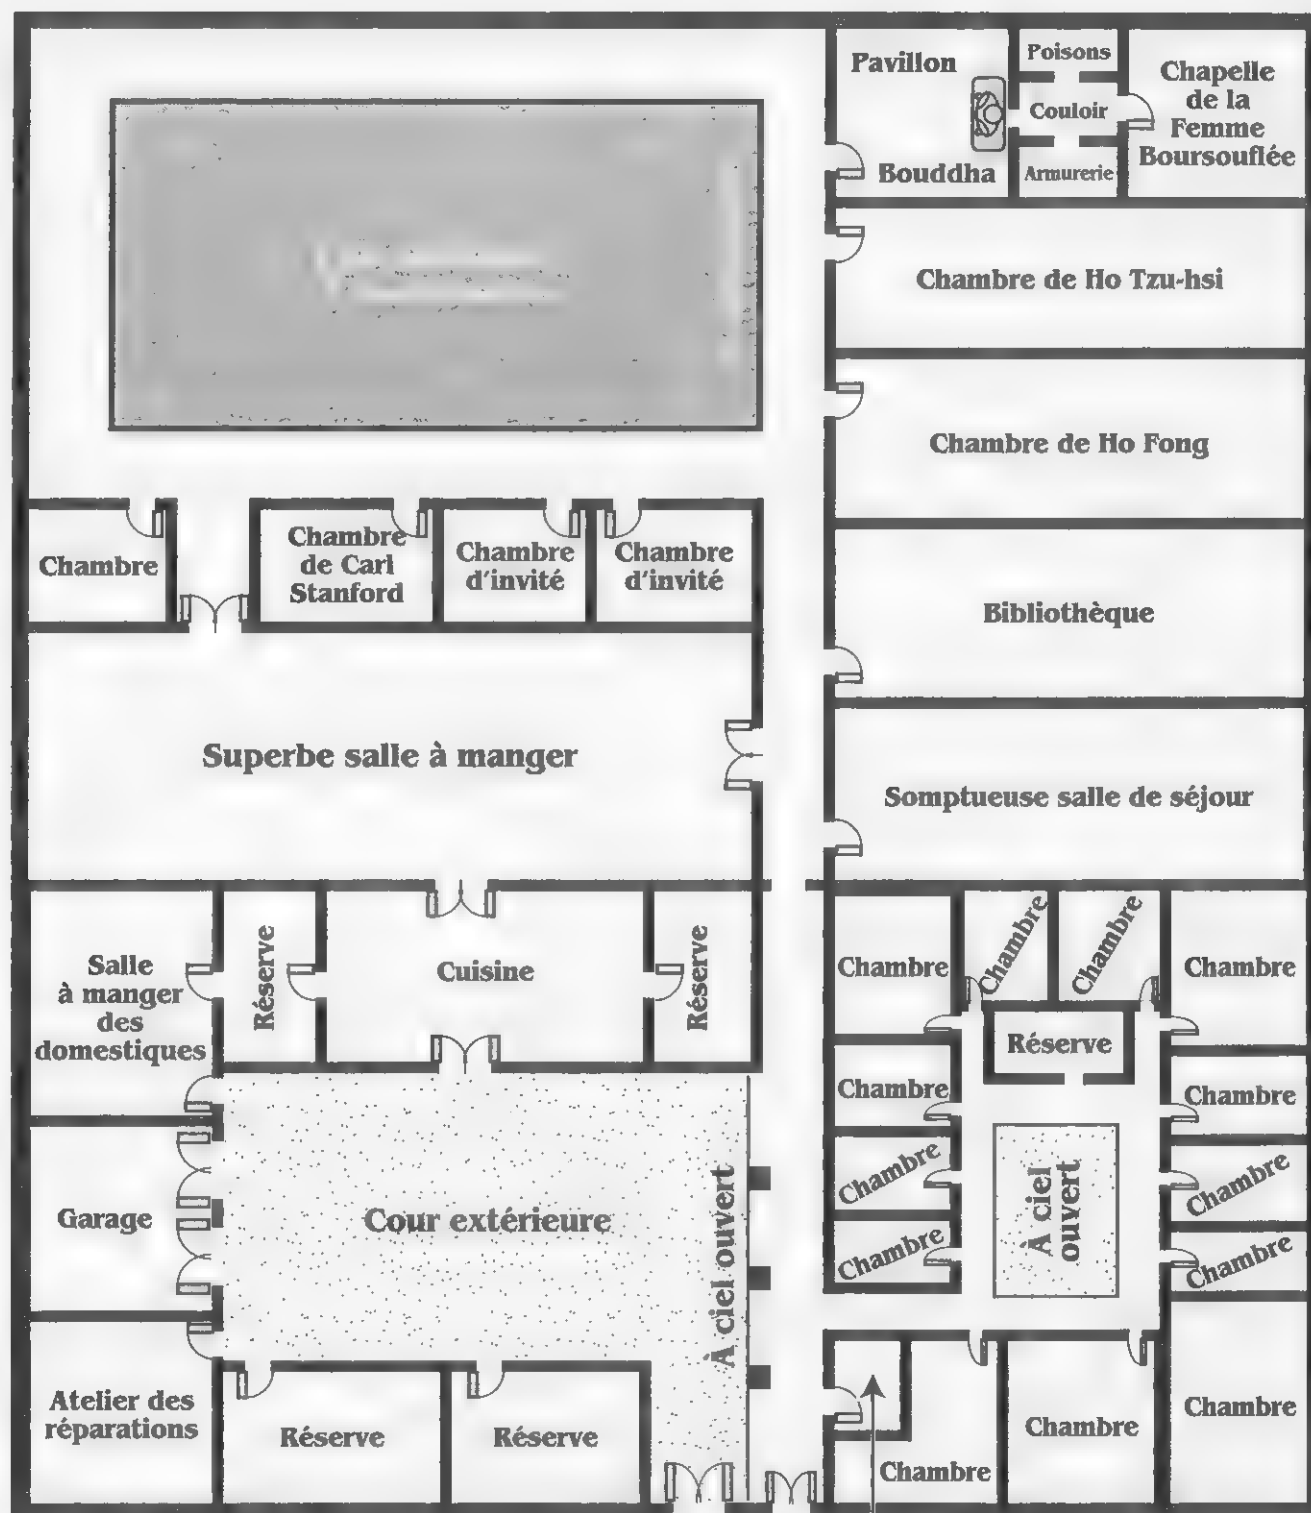 Pavillon
Bouddha
Poisons
Couloir
Armurerie
Chapelle
de la
Femme
Boursouflée
Chambre de Ho Tzu-hsi
Chambre de Ho Fong
Chambre
Chambre
de Carl
Stanford
Chambre
d'invité
Chambre
d'invité
Bibliothèque
Superbe salle à manger
Somptueuse salle de séjour
Salle
à manger
des
domestiques
Réserve
Cuisine
Réserve
Chambre
Chambre
Chambre
Chambre
Réserve
Chambre
Chambre
Garage
Cour extérieure
À ciel ouvert
Chambre
À ciel
ouvert
Chambre
Chambre
Chambre
Atelier des
réparations
Réserve
Réserve
Chambre
Chambre
Chambre